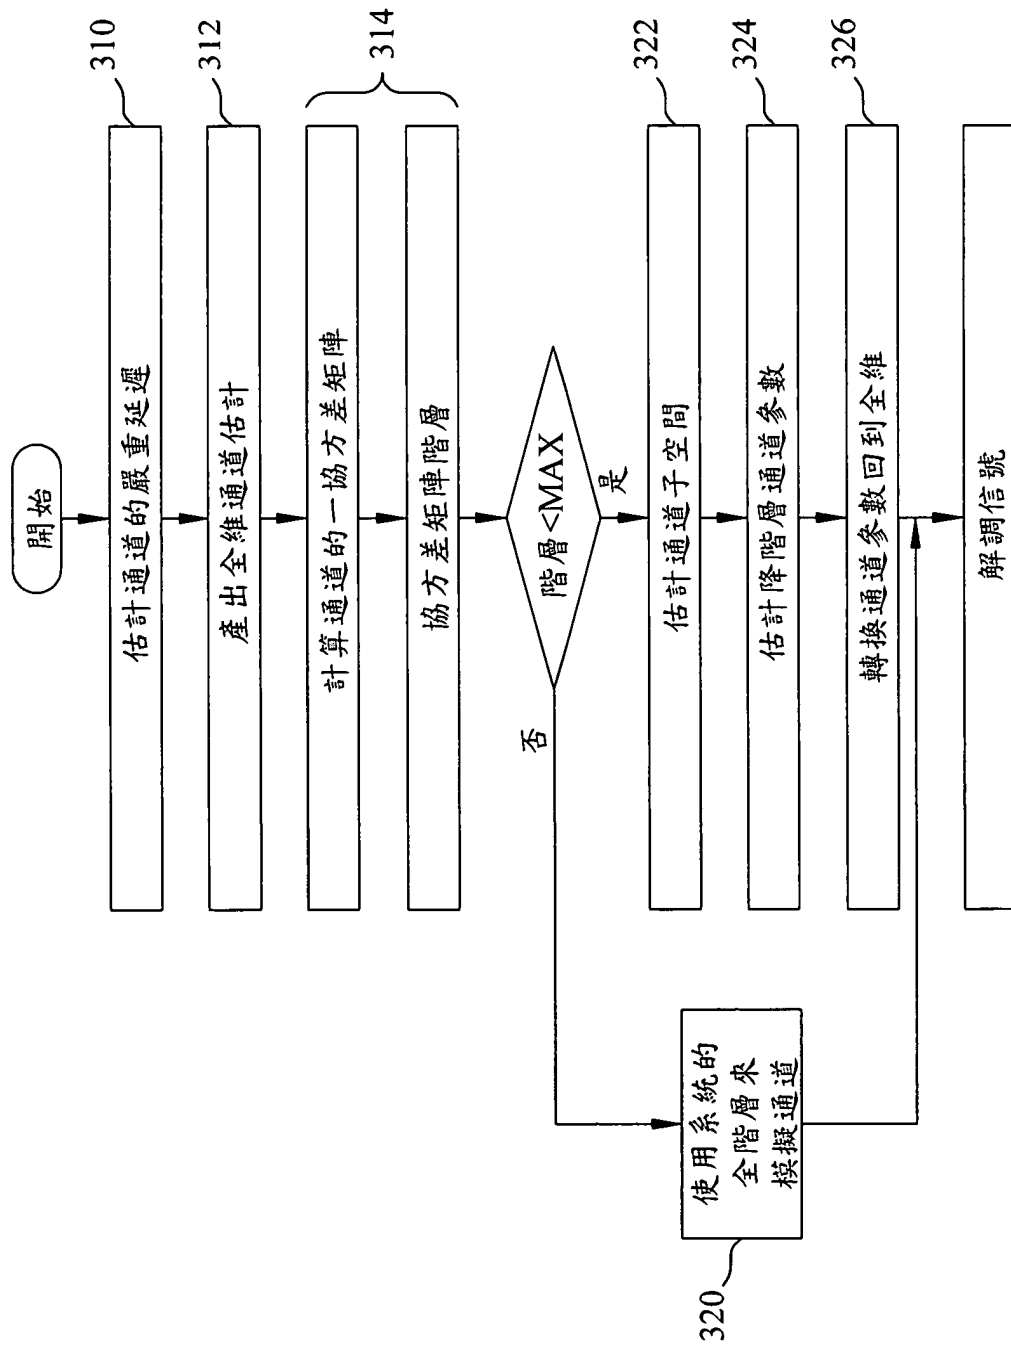 開始
估計通道的嚴重延遲
310
產出全維通道估計
312
計算通道的一協方差矩陣
協方差矩陣階層
314
階層<MAX
是
否
估計通道子空間
322
估計降階層通道參數
324
轉換通道參數回到全維
326
使用系統的
全階層來
模擬通道
320
解調信號